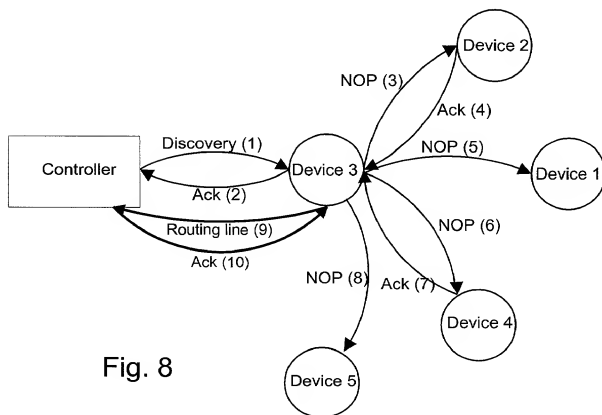 Device 2
NOP (3)
Ack (4)
Discovery (1)
NOP (5)
Controller
Device 3
Device 1
Ack (2)
Routing line (9)
NOP (6)
Ack (10)
NOP (8)
Ack (7)
Device 4
Fig. 8
Device 5